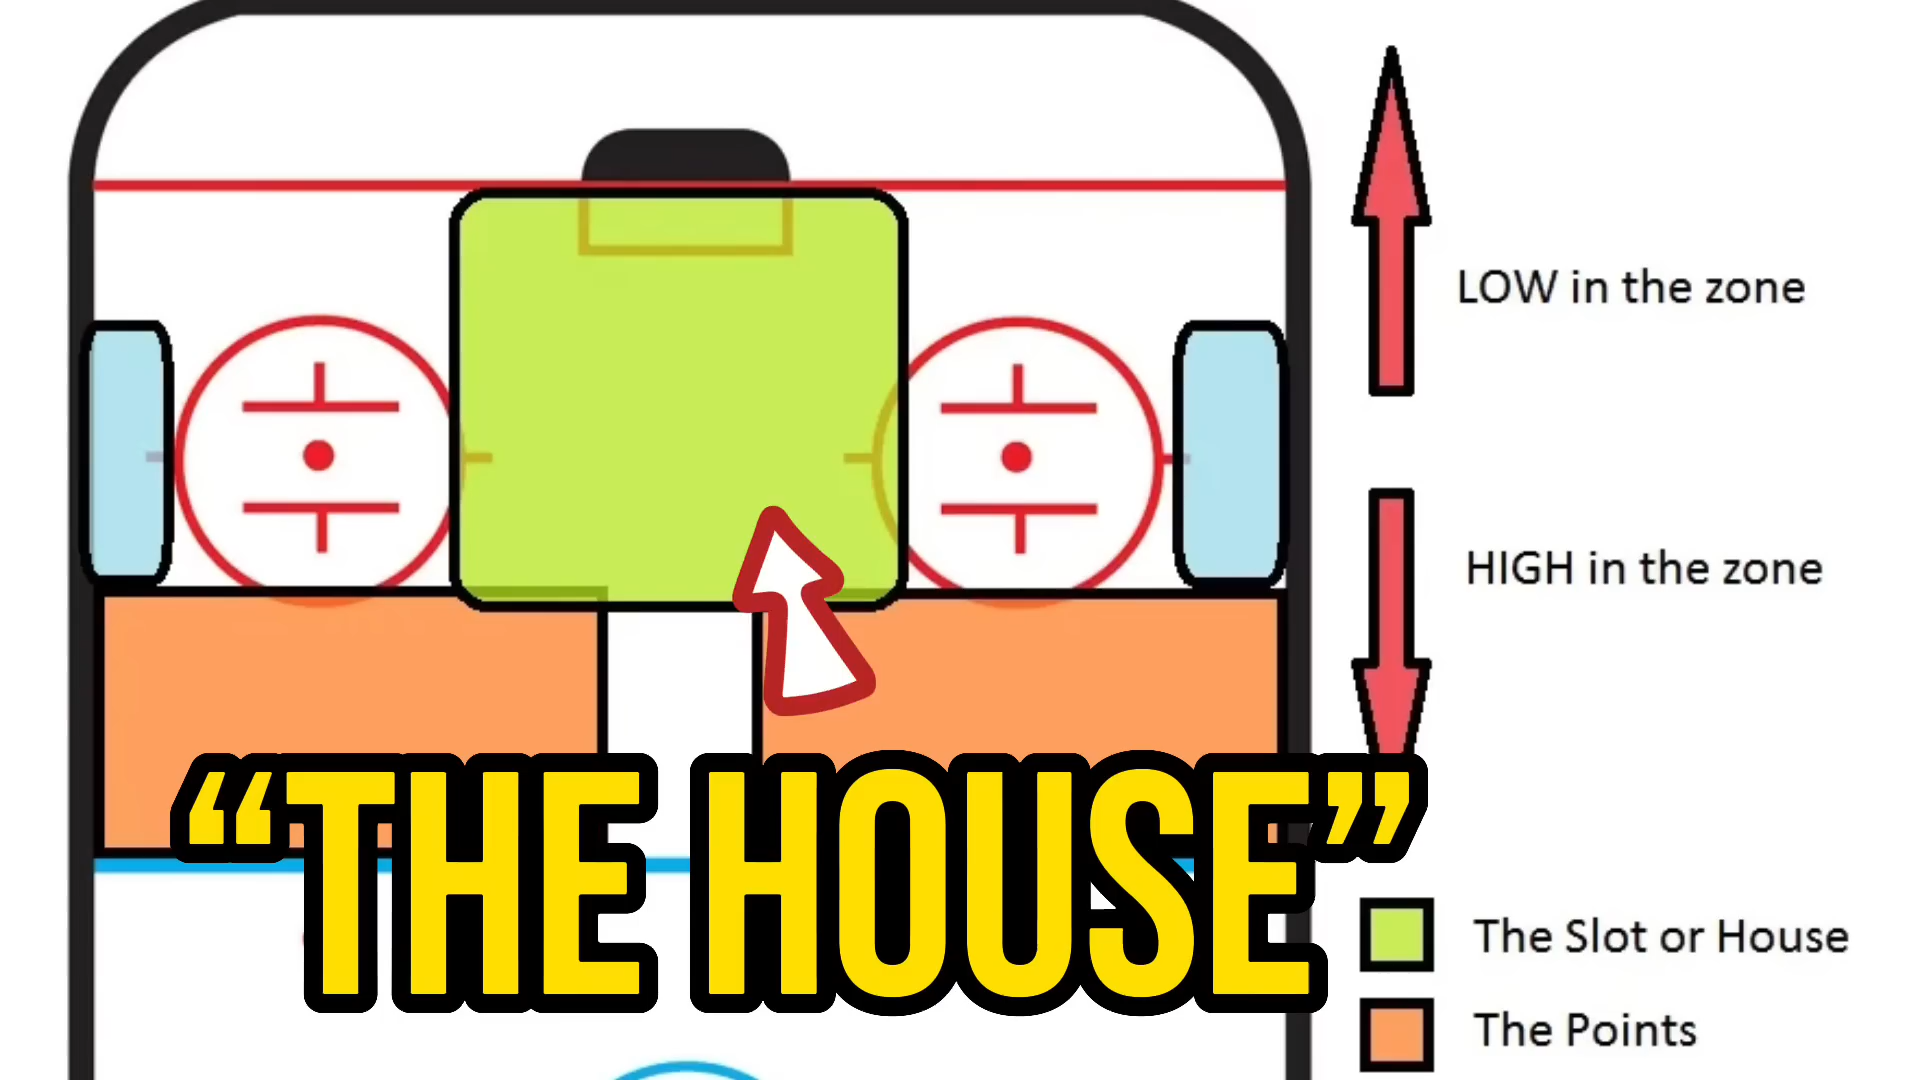 LOW in the zone
HIGH in the zone
“THE HOUSE”
The Slot or House
The Points